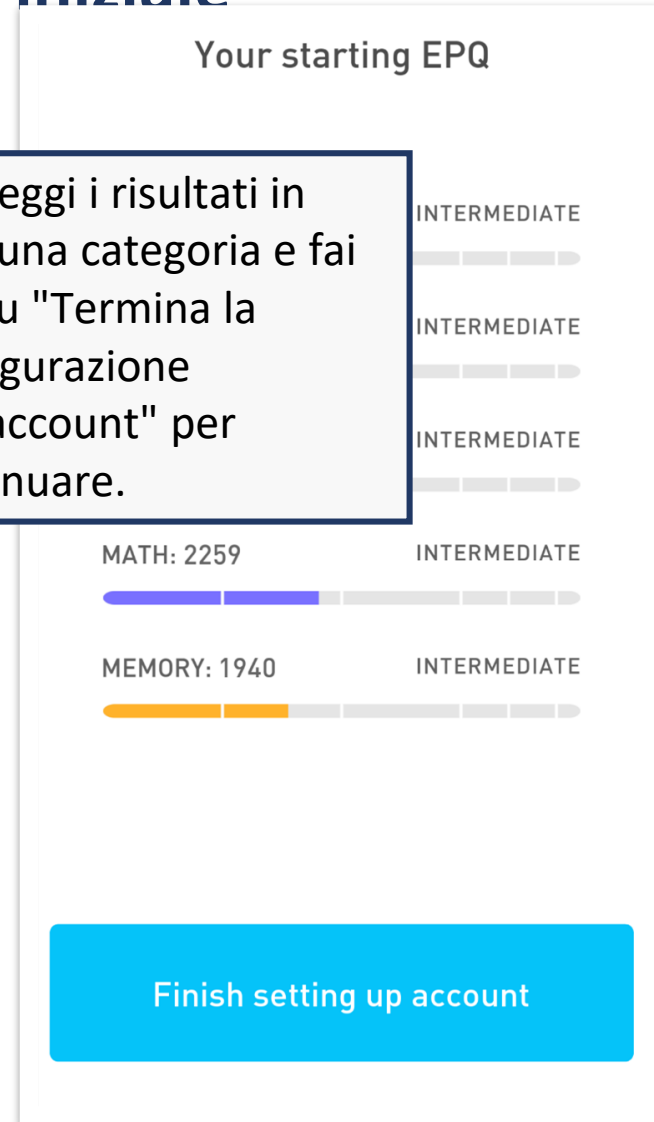 Your starting EPQ
eggi i risultati in
una categoria e fai
u "Termina la
gurazione
account" per
nuare.
INTERMEDIATE
INTERMEDIATE
INTERMEDIATE
MATH: 2259 INTERMEDIATE
MEMORY: 1940 INTERMEDIATE
Finish setting up account